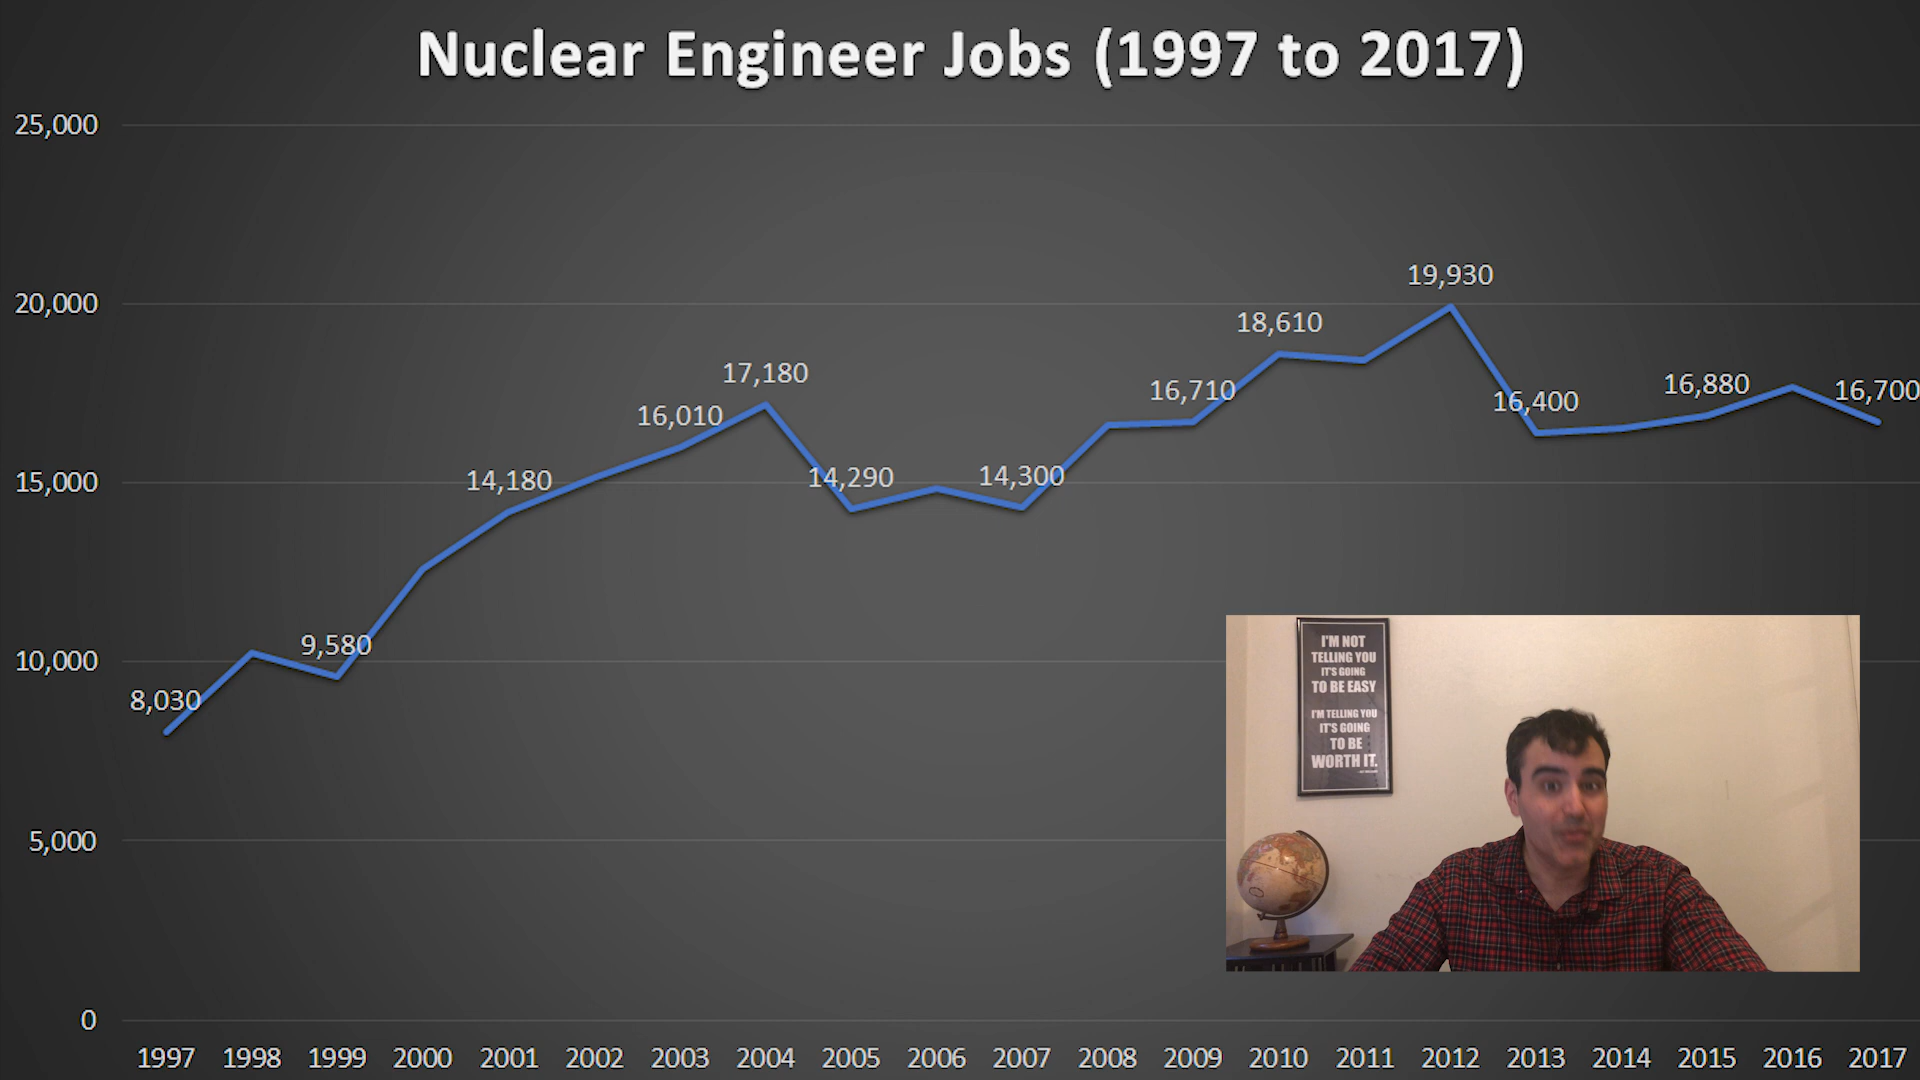 Nuclear Engineer Jobs (1997 to 2017)
25,000
20,000
15,000
10,000
5,000
0
8,030
9,580
14,180
16,010
17,180
14,290
14,300
16,710
18,610
19,930
16,400
16,880
16,700
1997 1998 1999 2000 2001 2002 2003 2004 2005 2006 2007 2008 2009 2010 2011 2012 2013 2014 2015 2016 2017
I'M NOT
TELLING YOU
IT'S GOING
TO BE EASY
I'M TELLING YOU
IT'S GOING
TO BE
WORTH IT.